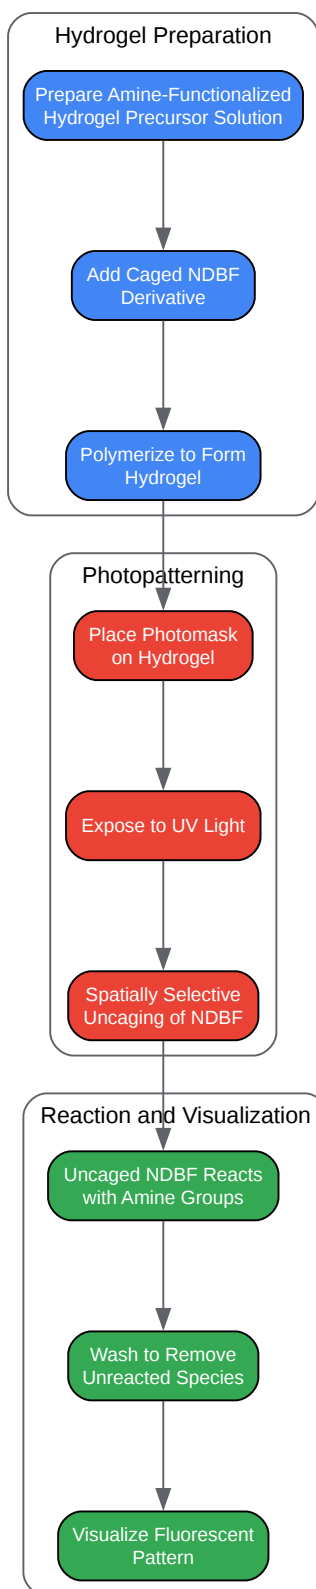 Hydrogel Preparation
Prepare Amine-Functionalized
Hydrogel Precursor Solution
Add Caged NDBF
Derivative
Polymerize to Form
Hydrogel
Photopatterning
Place Photomask
on Hydrogel
Expose to UV Light
Spatially Selective
Uncaging of NDBF
Reaction and Visualization
Uncaged NDBF Reacts
with Amine Groups
Wash to Remove
Unreacted Species
Visualize Fluorescent
Pattern